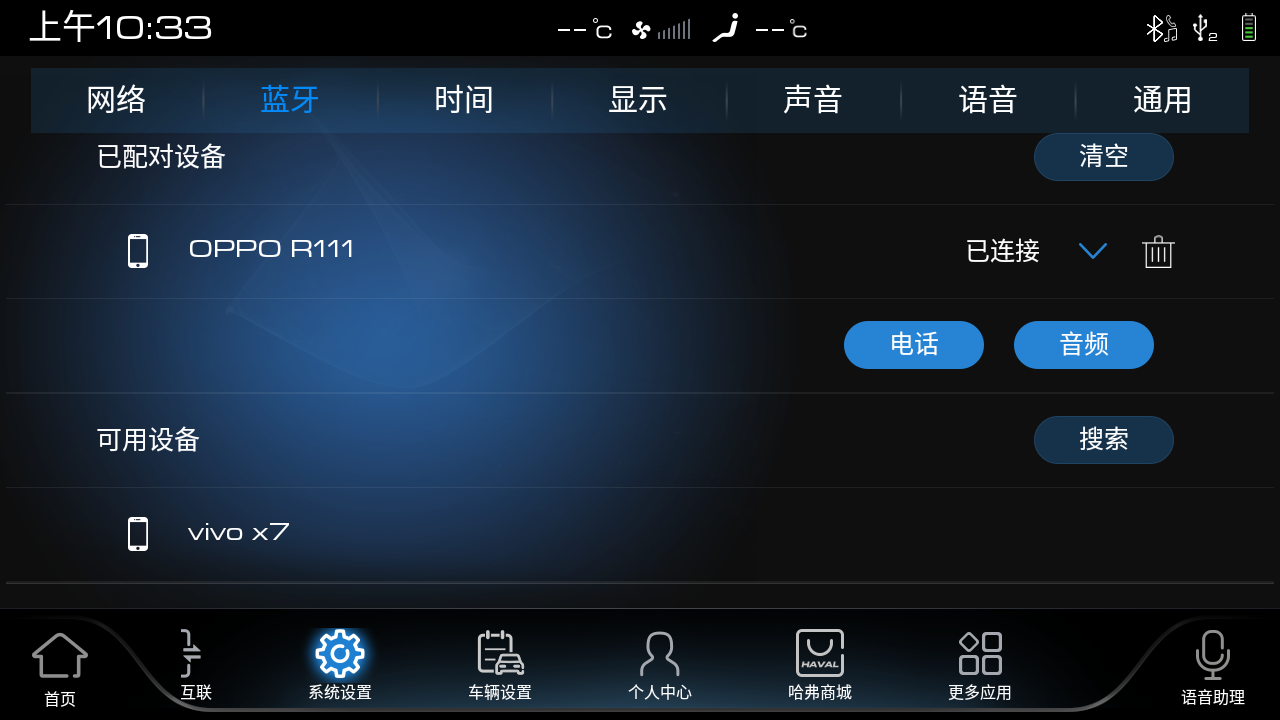 上午10:33 --°C --°C 2
网络 蓝牙 时间 显示 声音 语音 通用
已配对设备 清空
OPPO R111 已连接
电话 音频
可用设备 搜索
vivo x7
HAVAL
首页 互联 系统设置 车辆设置 个人中心 哈弗商城 更多应用 语音助理